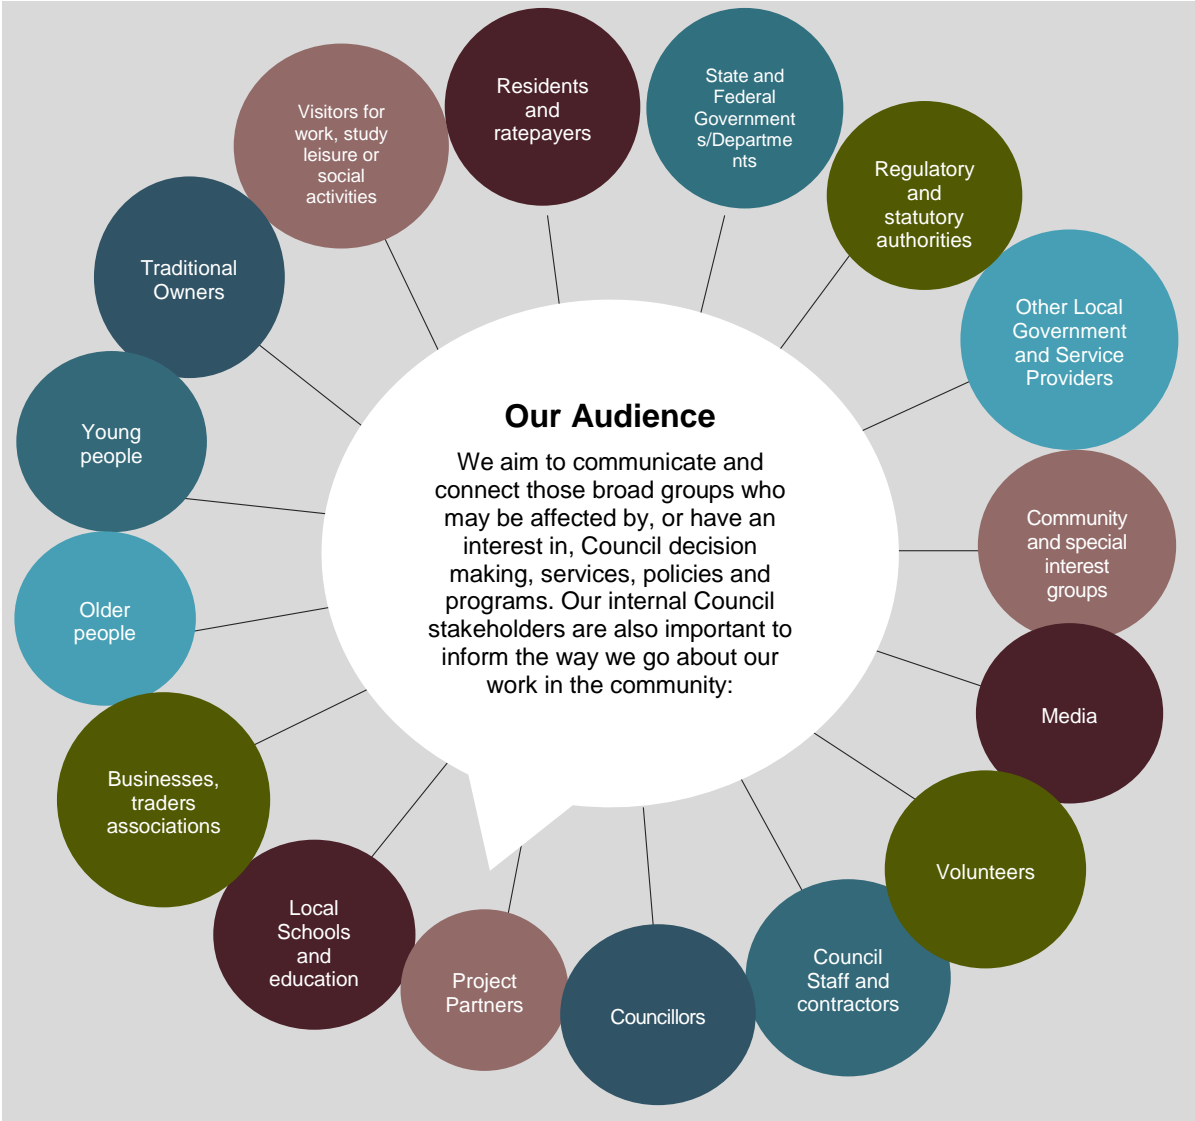 Residents
and
ratepayers
State and
Federal
Government
s/Departme
nts
Regulatory
and
statutory
authorities
Other Local
Government
and Service
Providers
Community
and special
interest
groups
Media
Volunteers
Council
Staff and
contractors
Councillors
Project
Partners
Local
Schools
and
education
Businesses,
traders
associations
Older
people
Young
people
Traditional
Owners
Visitors for
work, study
leisure or
social
activities
Our Audience
We aim to communicate and
connect those broad groups who
may be affected by, or have an
interest in, Council decision
making, services, policies and
programs. Our internal Council
stakeholders are also important to
inform the way we go about our
work in the community: